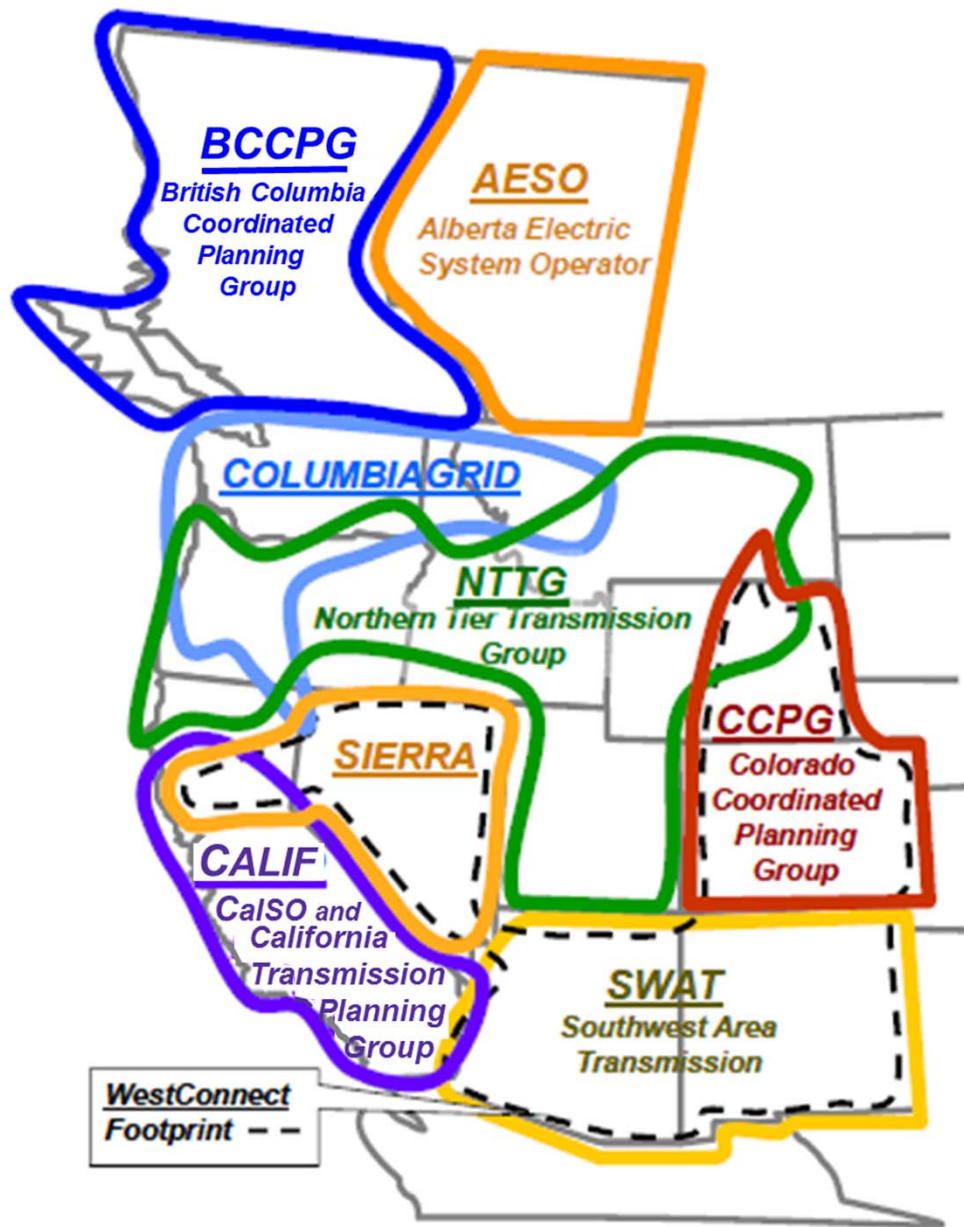 BCCPG
British Columbia
Coordinated
Planning
Group
AESO
Alberta Electric
System Operator
COLUMBIAGRID
NTTG
Northern Tier Transmission
Group
SIERRA
CCPG
Colorado
Coordinated
Planning
Group
CALIF
CalSO and
California
Transmission
Planning
Group
SWAT
Southwest Area
Transmission
WestConnect
Footprint